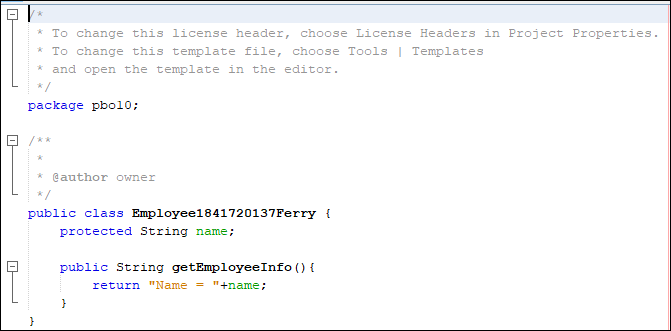 /*
 * To change this license header, choose License Headers in Project Properties.
 * To change this template file, choose Tools | Templates
 * and open the template in the editor.
 */
package pbo10;

/**
 *
 * @author owner
 */
public class Employee1841720137Ferry {
    protected String name;

    public String getEmployeeInfo(){
        return "Name = "+name;
    }
}